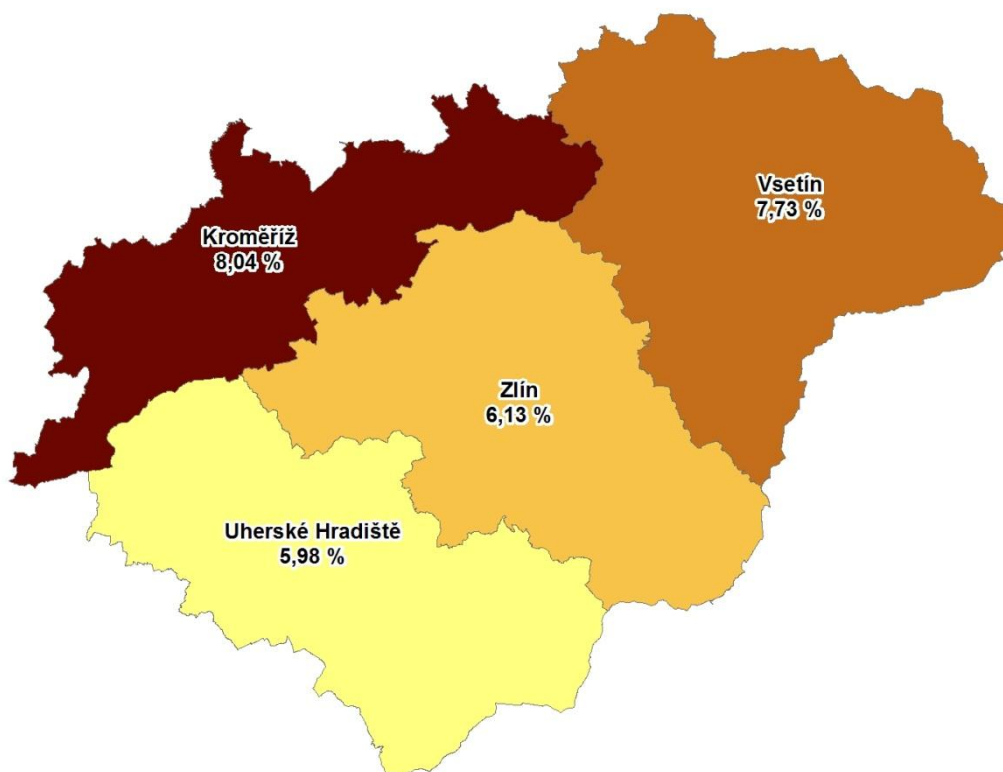 Vsetín
7,73 %
Kroměříž
8,04 %
Zlín
6,13 %
Uherské Hradiště
5,98 %